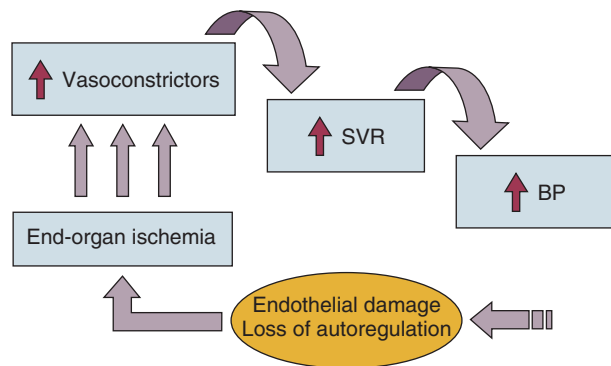 Vasoconstrictors
SVR
BP
End-organ ischemia
Endothelial damage
Loss of autoregulation